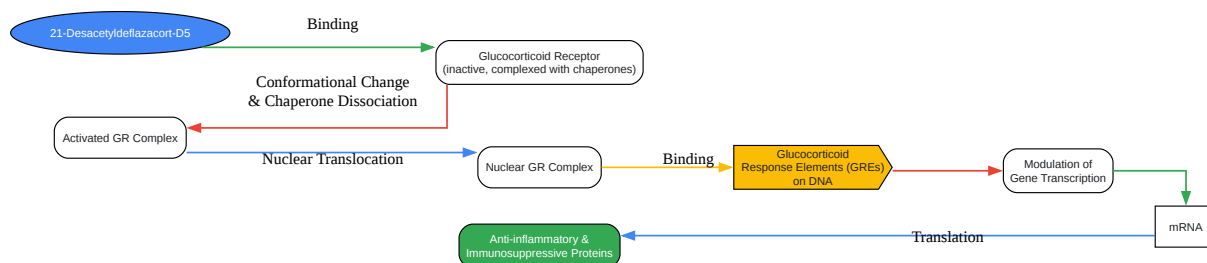 21-Desacetyldeflazacort-D5
Binding
Glucocorticoid Receptor
(inactive, complexed with chaperones)
Conformational Change
& Chaperone Dissociation
Activated GR Complex
Nuclear Translocation
Nuclear GR Complex
Binding
Glucocorticoid
Response Elements (GREs)
on DNA
Modulation of
Gene Transcription
mRNA
Translation
Anti-inflammatory &
Immunosuppressive Proteins